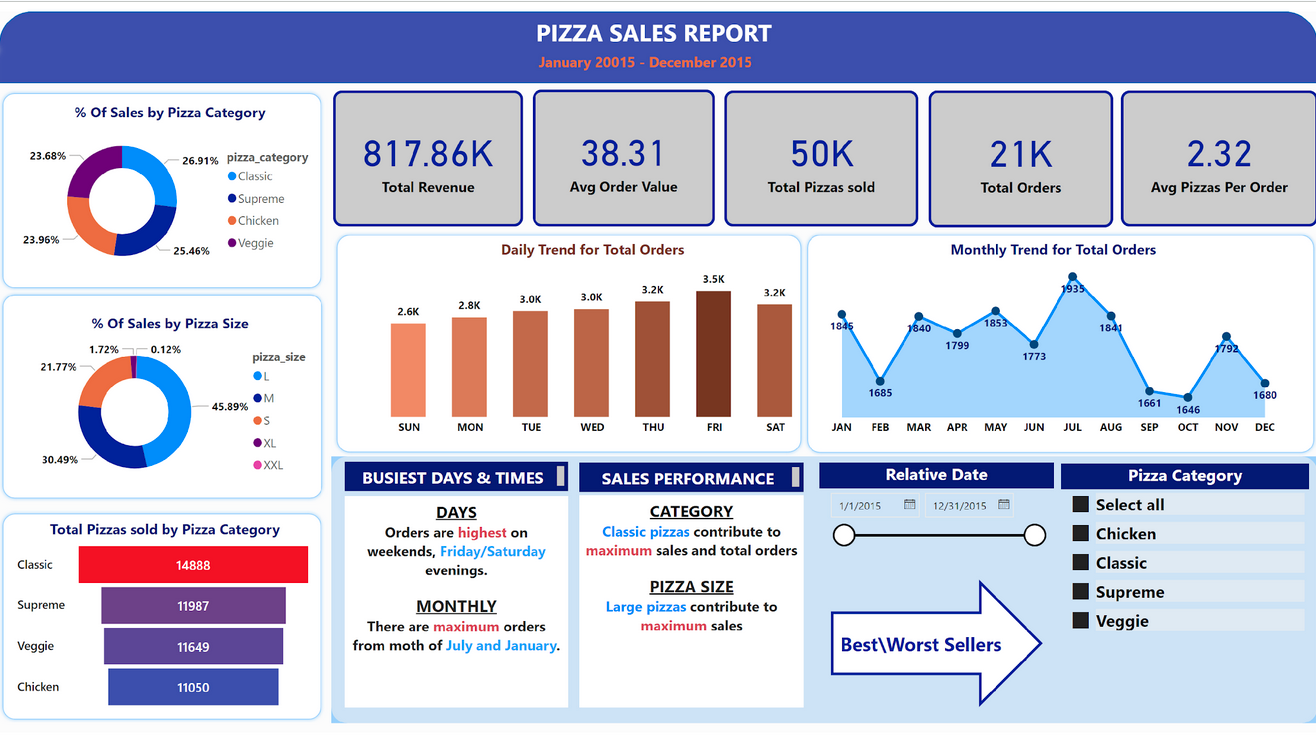 PIZZA SALES REPORT
January 20015 - December 2015
% Of Sales by Pizza Category
23.68%
26.91%
23.96%
25.46%
pizza_category
Classic
Supreme
Chicken
Veggie
817.86K
Total Revenue
38.31
Avg Order Value
50K
Total Pizzas sold
21K
Total Orders
2.32
Avg Pizzas Per Order
% Of Sales by Pizza Size
1.72%
0.12%
21.77%
45.89%
30.49%
pizza_size
L
M
S
XL
XXL
Daily Trend for Total Orders
2.6K
2.8K
3.0K
3.0K
3.2K
3.5K
3.2K
SUN MON TUE WED THU FRI SAT
Monthly Trend for Total Orders
1845
1685
1840
1799
1853
1773
1935
1841
1661
1646
1792
1680
JAN FEB MAR APR MAY JUN JUL AUG SEP OCT NOV DEC
Total Pizzas sold by Pizza Category
Classic 14888
Supreme 11987
Veggie 11649
Chicken 11050
BUSIEST DAYS & TIMES
DAYS
Orders are highest on
weekends, Friday/Saturday
evenings.
MONTHLY
There are maximum orders
from moth of July and January.
SALES PERFORMANCE
CATEGORY
Classic pizzas contribute to
maximum sales and total orders
PIZZA SIZE
Large pizzas contribute to
maximum sales
Relative Date
1/1/2015 12/31/2015
Best\Worst Sellers
Pizza Category
Select all
Chicken
Classic
Supreme
Veggie